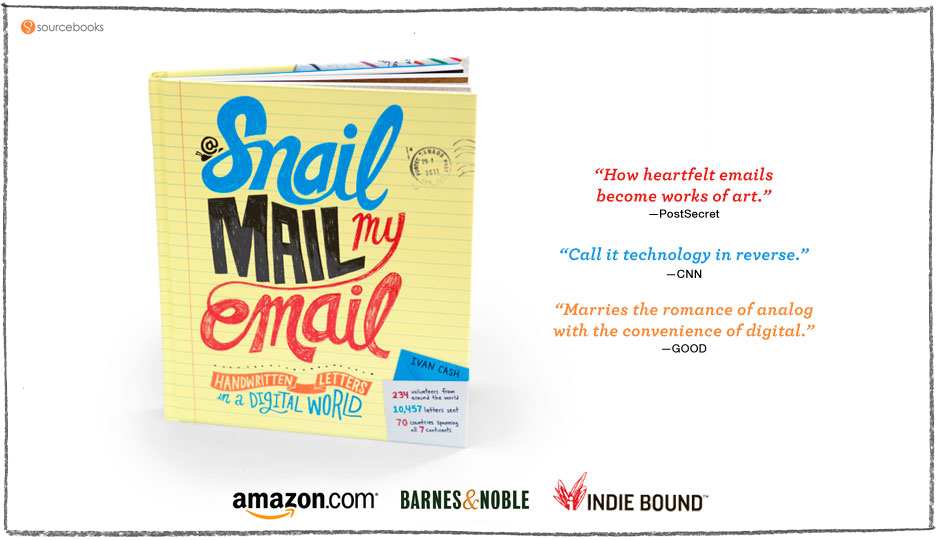 sourcebooks
@
Snail
MAIL my
email
HANDWRITTEN LETTERS
in a DIGITAL WORLD
IVAN CASH
234 volunteers from
around the world
10,457 letters sent
70 countries spanning
all 7 continents
2011
“How heartfelt emails
become works of art.”
—PostSecret
“Call it technology in reverse.”
—CNN
“Marries the romance of analog
with the convenience of digital.”
—GOOD
amazon.com®
BARNES&NOBLE
INDIE BOUND™